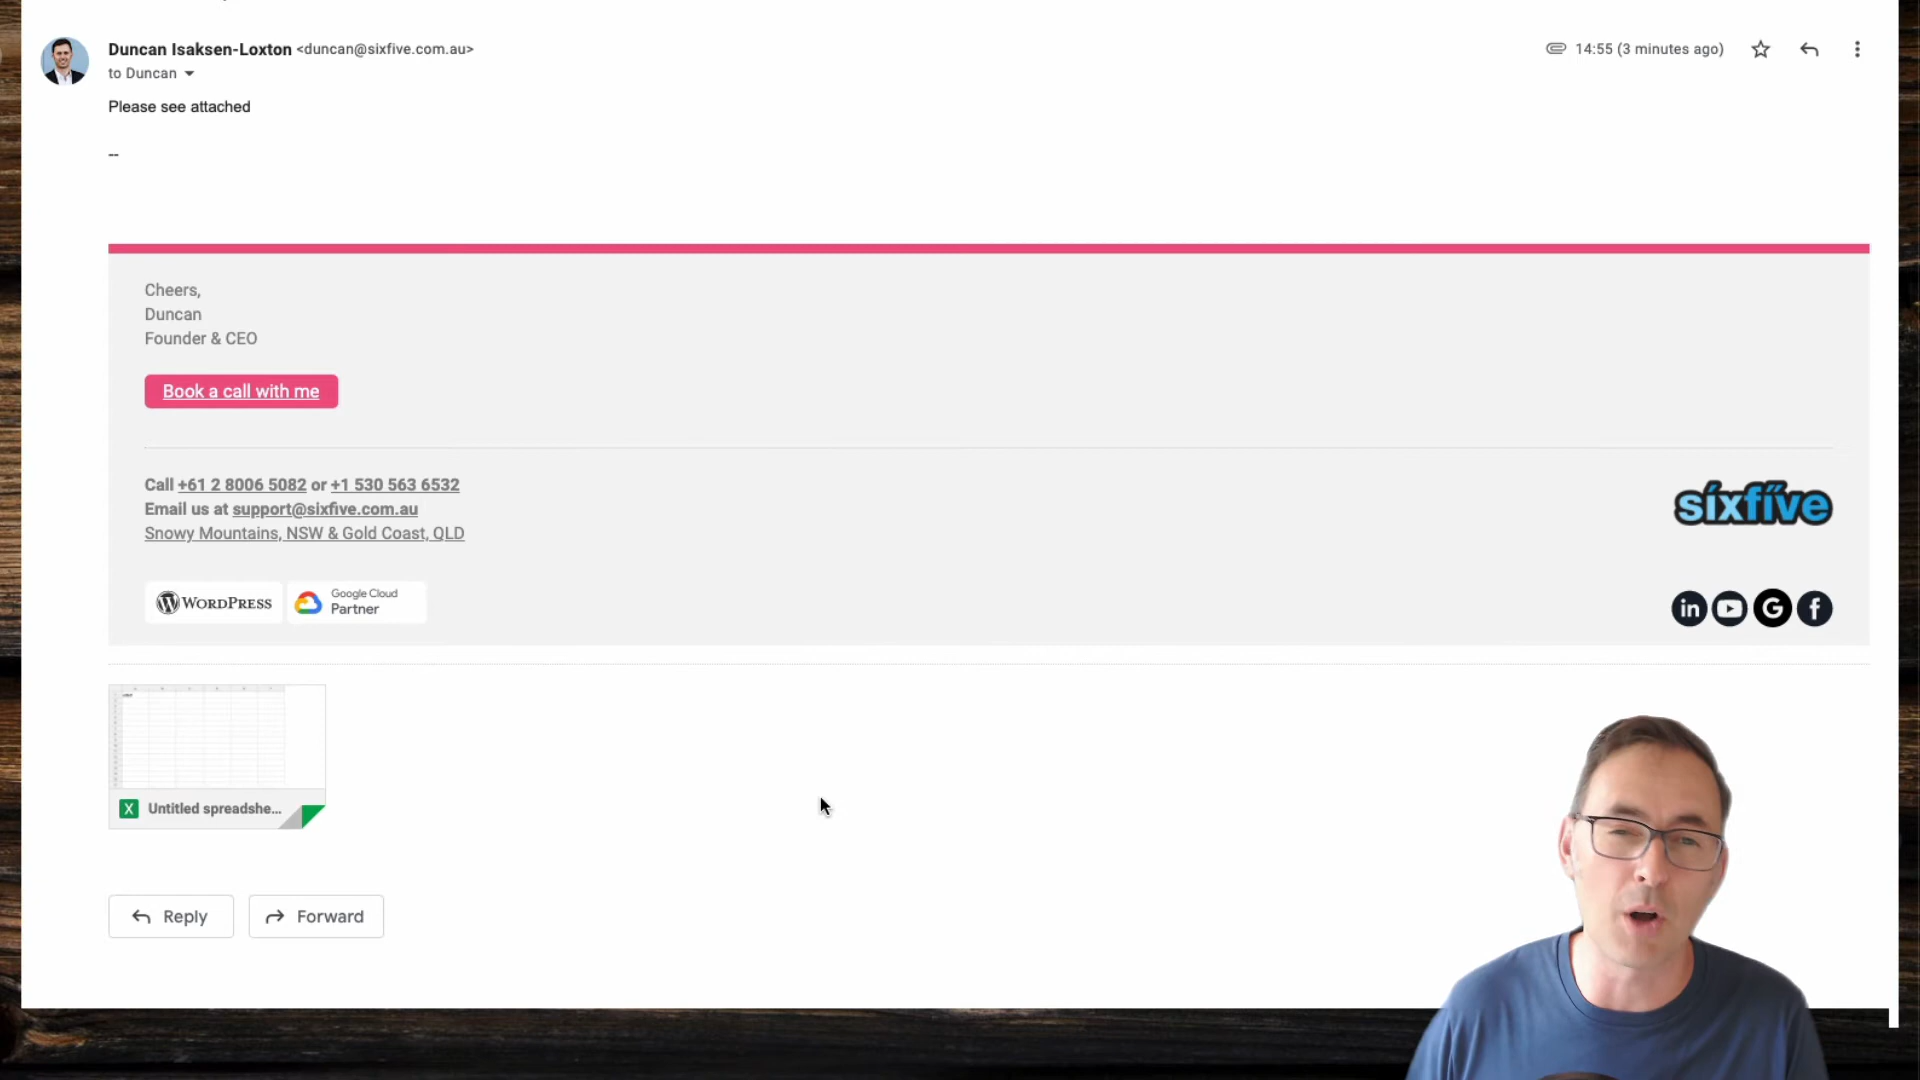 Duncan Isaksen-Loxton <duncan@sixfive.com.au>
14:55 (3 minutes ago)
to Duncan
Please see attached
--
Cheers,
Duncan
Founder & CEO
Book a call with me
Call +61 2 8006 5082 or +1 530 563 6532
Email us at support@sixfive.com.au
Snowy Mountains, NSW & Gold Coast, QLD
síxfíve
WORDPRESS
Google Cloud
Partner
in
G
f
X
Untitled spreadshe...
Reply
Forward